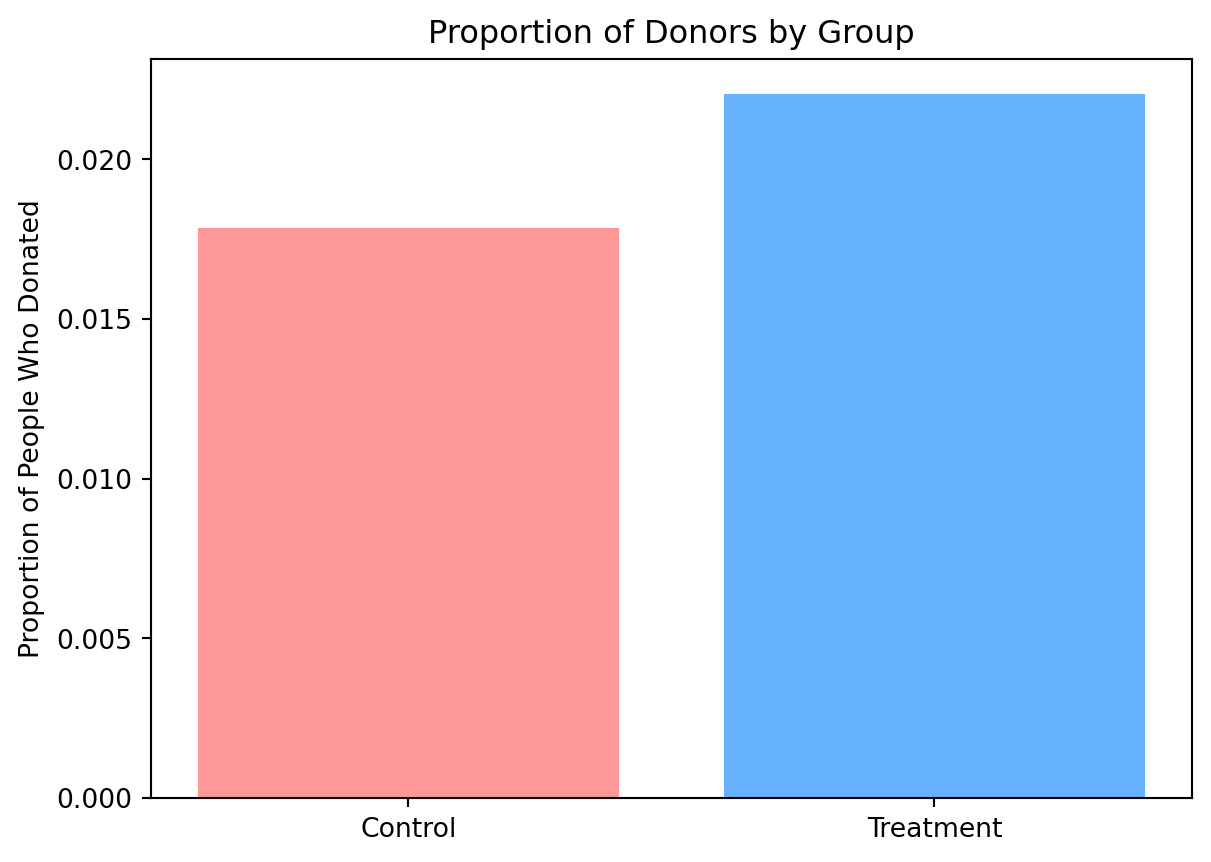 Proportion of Donors by Group
Proportion of People Who Donated
0.020
0.015
0.010
0.005
0.000
Control
Treatment